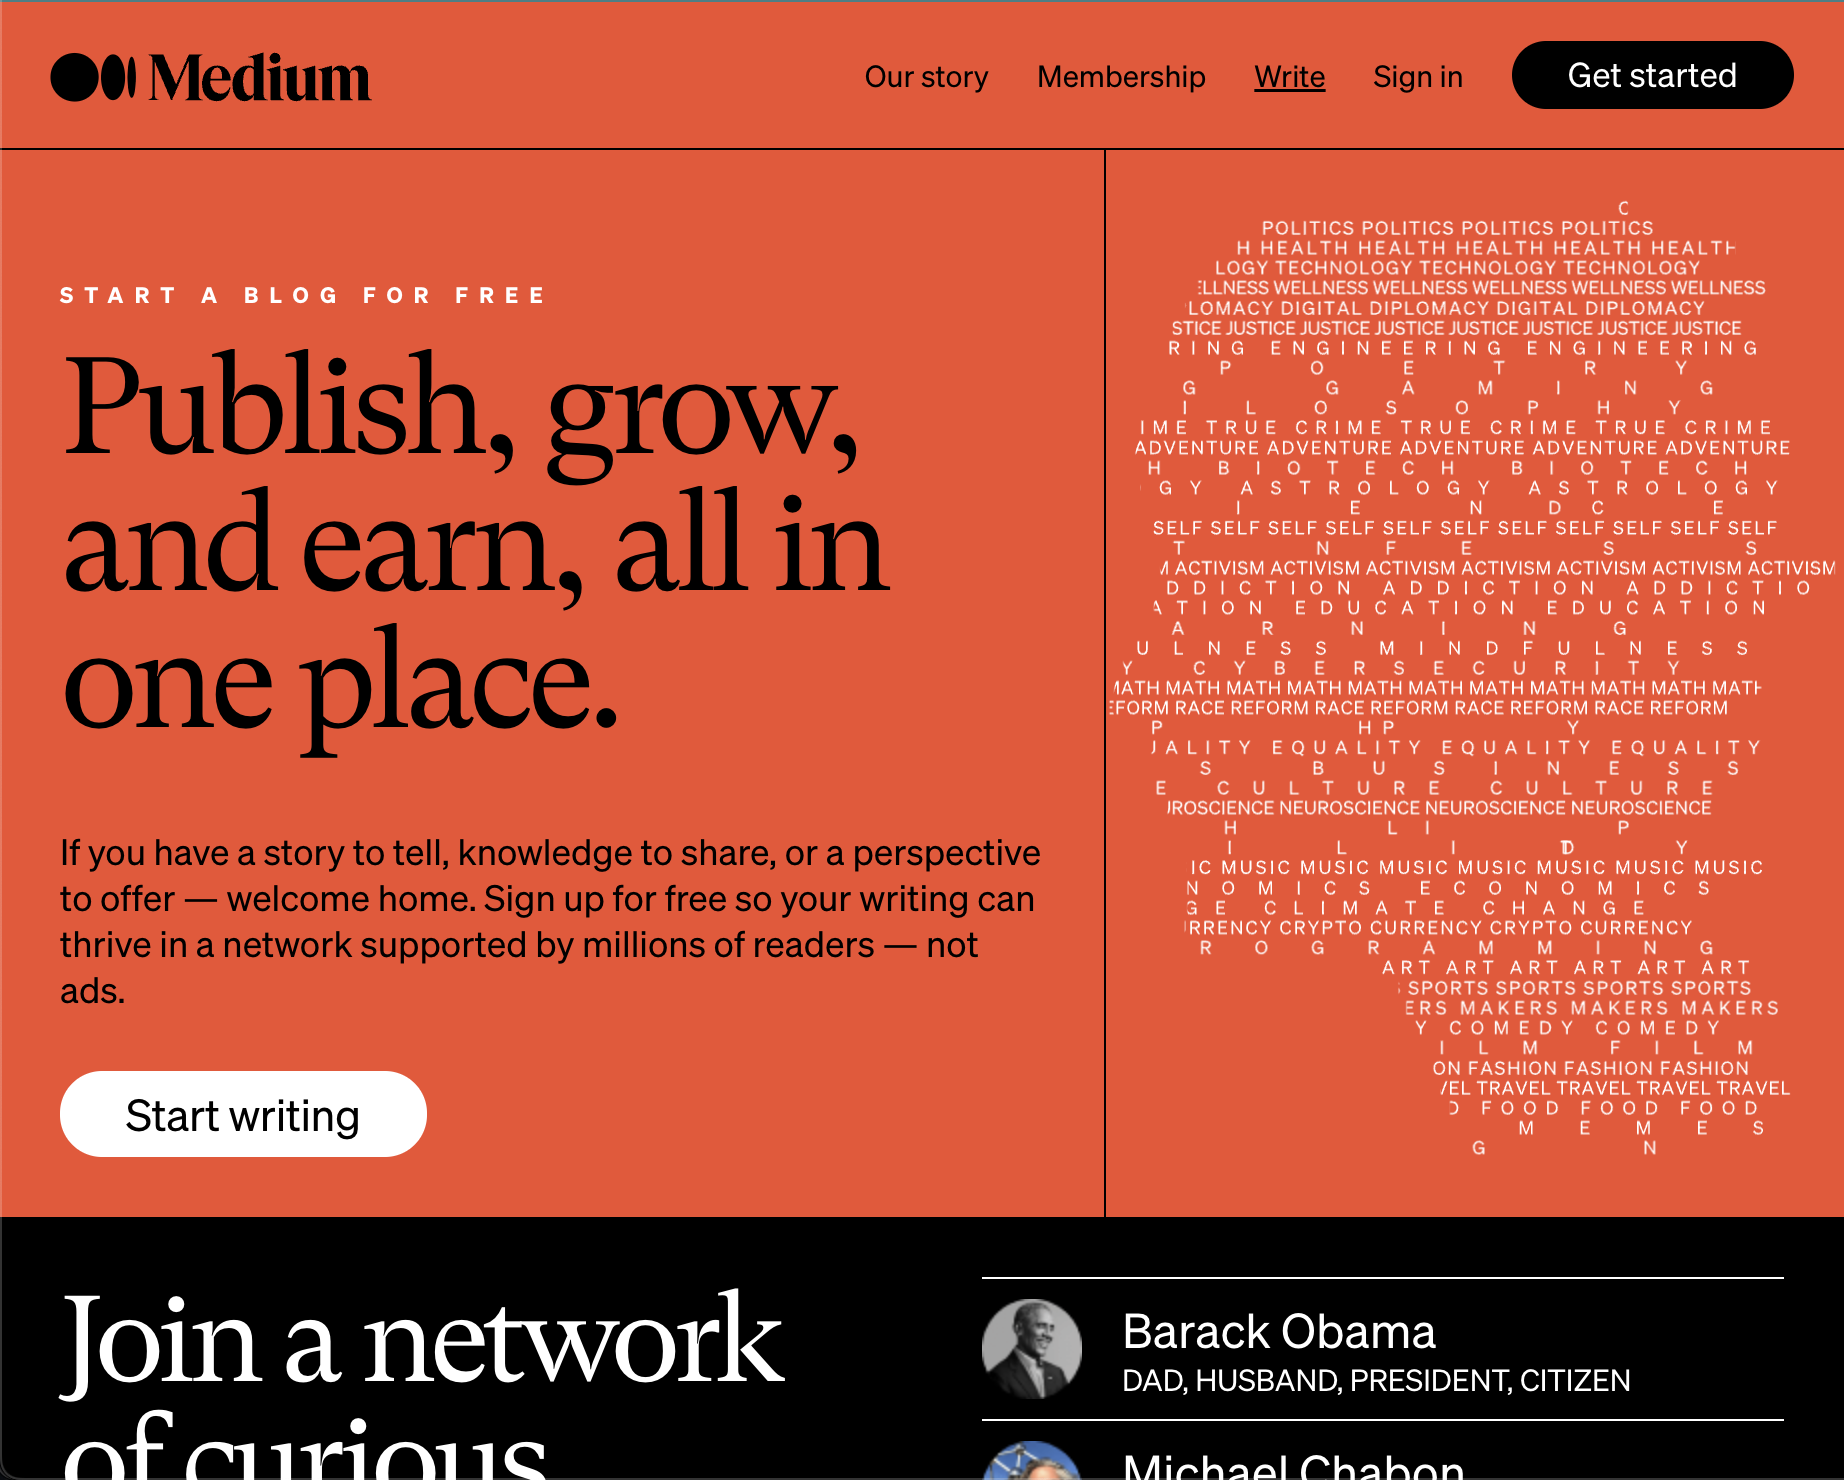 Medium
Our story
Membership
Write
Sign in
Get started
START A BLOG FOR FREE
Publish, grow,
and earn, all in
one place.
If you have a story to tell, knowledge to share, or a perspective
to offer — welcome home. Sign up for free so your writing can
thrive in a network supported by millions of readers — not
ads.
Start writing
C
POLITICS POLITICS POLITICS POLITICS
H HEALTH HEALTH HEALTH HEALTH HEALTH
LOGY TECHNOLOGY TECHNOLOGY TECHNOLOGY
ELLNESS WELLNESS WELLNESS WELLNESS WELLNESS WELLNESS
LOMACY DIGITAL DIPLOMACY DIGITAL DIPLOMACY
STICE JUSTICE JUSTICE JUSTICE JUSTICE JUSTICE JUSTICE JUSTICE
RING ENGINEERING ENGINEERING
P O E T R Y
G G A M I N G
I L O S O P H Y
IME TRUE CRIME TRUE CRIME TRUE CRIME
ADVENTURE ADVENTURE ADVENTURE ADVENTURE ADVENTURE
H BIOTECH BIOTECH
GY ASTROLOGY ASTROLOGY
I E N D C E
SELF SELF SELF SELF SELF SELF SELF SELF SELF SELF SELF
T N F E S S
M ACTIVISM ACTIVISM ACTIVISM ACTIVISM ACTIVISM ACTIVISM ACTIVISM
DDICTION ADDICTION ADDICTIO
ATION EDUCATION EDUCATION
A R N I N G
ULNESS MINDFULNESS
Y CYBERSECURITY
MATH MATH MATH MATH MATH MATH MATH MATH MATH MATH MATH
EFORM RACE REFORM RACE REFORM RACE REFORM RACE REFORM
P H P Y
UALITY EQUALITY EQUALITY EQUALITY
S BUSINESS
E CULTURE CULTURE
UROSCIENCE NEUROSCIENCE NEUROSCIENCE NEUROSCIENCE
H L I P
I L I T D Y
IC MUSIC MUSIC MUSIC MUSIC MUSIC MUSIC MUSIC
NOMICS ECONOMICS
GE CLIMATE CHANGE
RRENCY CRYPTO CURRENCY CRYPTO CURRENCY
R O G R A M M I N G
ART ART ART ART ART ART
SPORTS SPORTS SPORTS SPORTS
ERS MAKERS MAKERS MAKERS
Y COMEDY COMEDY
ILM FILM
ON FASHION FASHION FASHION
VEL TRAVEL TRAVEL TRAVEL TRAVEL
D FOOD FOOD FOOD
M E M E S
G N
Join a network
of curious
Barack Obama
DAD, HUSBAND, PRESIDENT, CITIZEN
Michael Chabon